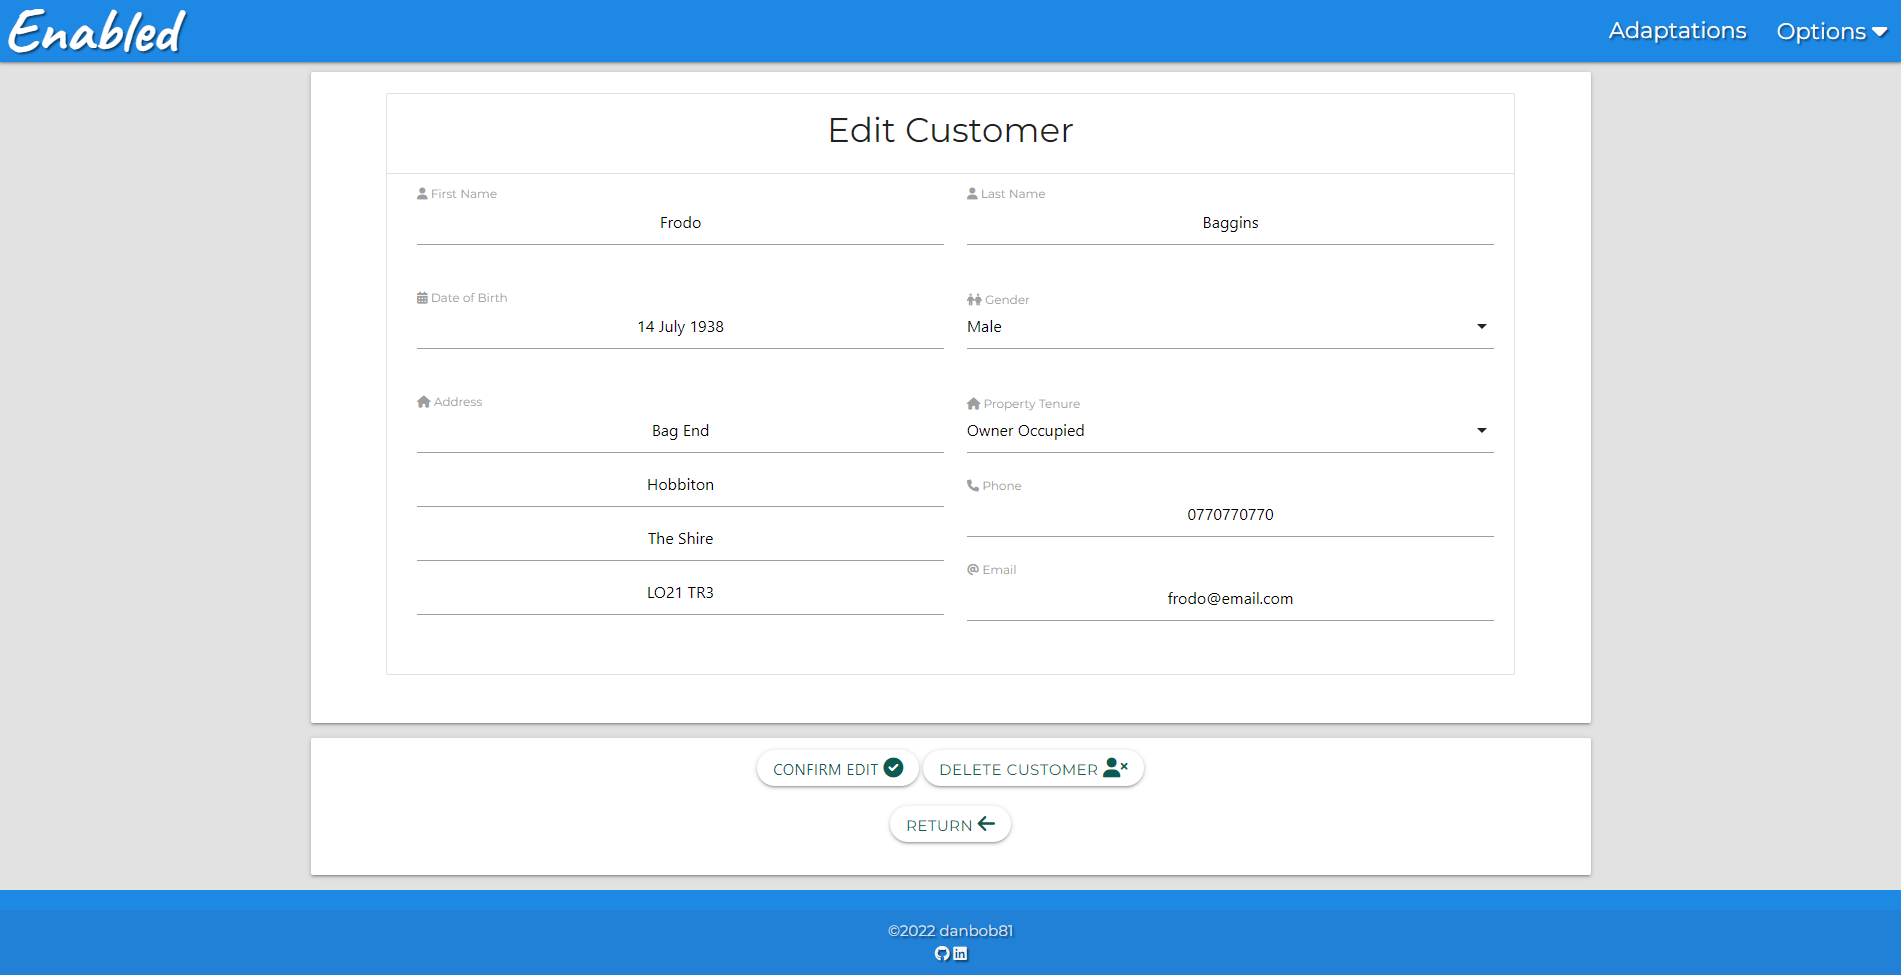 Enabled
Adaptations
Options
Edit Customer
First Name
Frodo
Last Name
Baggins
Date of Birth
14 July 1938
Gender
Male
Address
Bag End
Hobbiton
The Shire
LO21 TR3
Property Tenure
Owner Occupied
Phone
0770770770
Email
frodo@email.com
CONFIRM EDIT
DELETE CUSTOMER
RETURN
©2022 danbob81